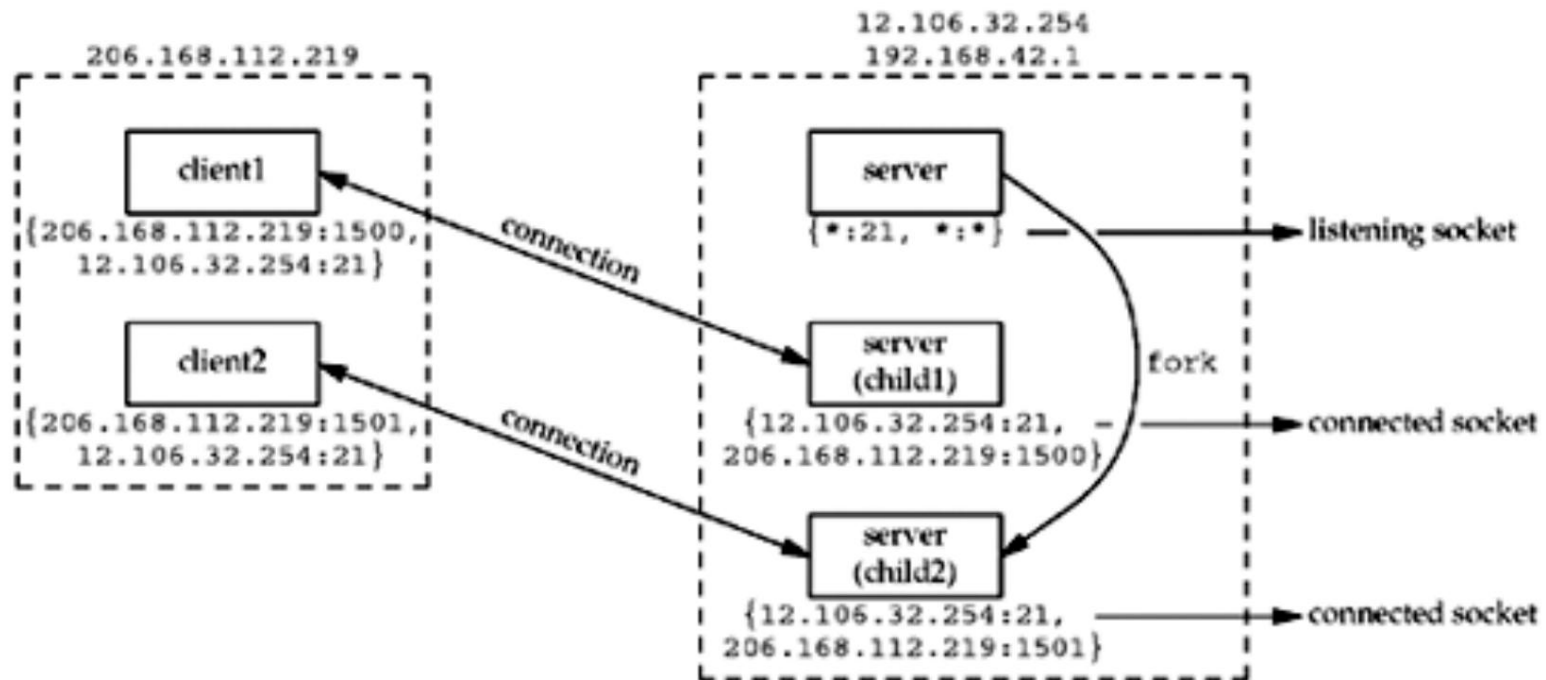 206.168.112.219
12.106.32.254
192.168.42.1
client1
{206.168.112.219:1500,
12.106.32.254:21}
client2
{206.168.112.219:1501,
12.106.32.254:21}
connection
connection
server
{*:21, *:*}
listening socket
fork
server
(child1)
{12.106.32.254:21,
206.168.112.219:1500}
connected socket
server
(child2)
{12.106.32.254:21,
206.168.112.219:1501}
connected socket